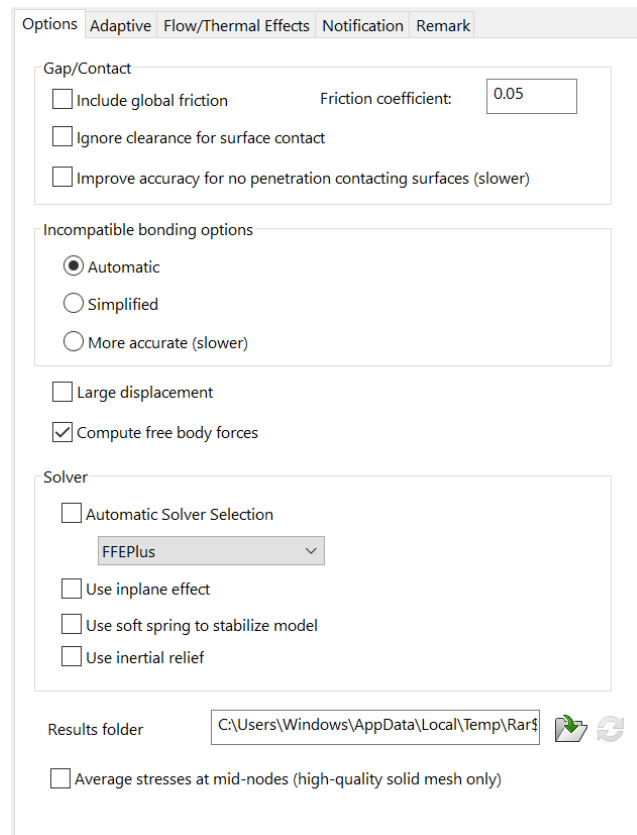 Options Adaptive Flow/Thermal Effects Notification Remark
Gap/Contact
Include global friction Friction coefficient: 0.05
Ignore clearance for surface contact
Improve accuracy for no penetration contacting surfaces (slower)
Incompatible bonding options
Automatic
Simplified
More accurate (slower)
Large displacement
Compute free body forces
Solver
Automatic Solver Selection
FFEPlus
Use inplane effect
Use soft spring to stabilize model
Use inertial relief
Results folder C:\Users\Windows\AppData\Local\Temp\Rar$
Average stresses at mid-nodes (high-quality solid mesh only)